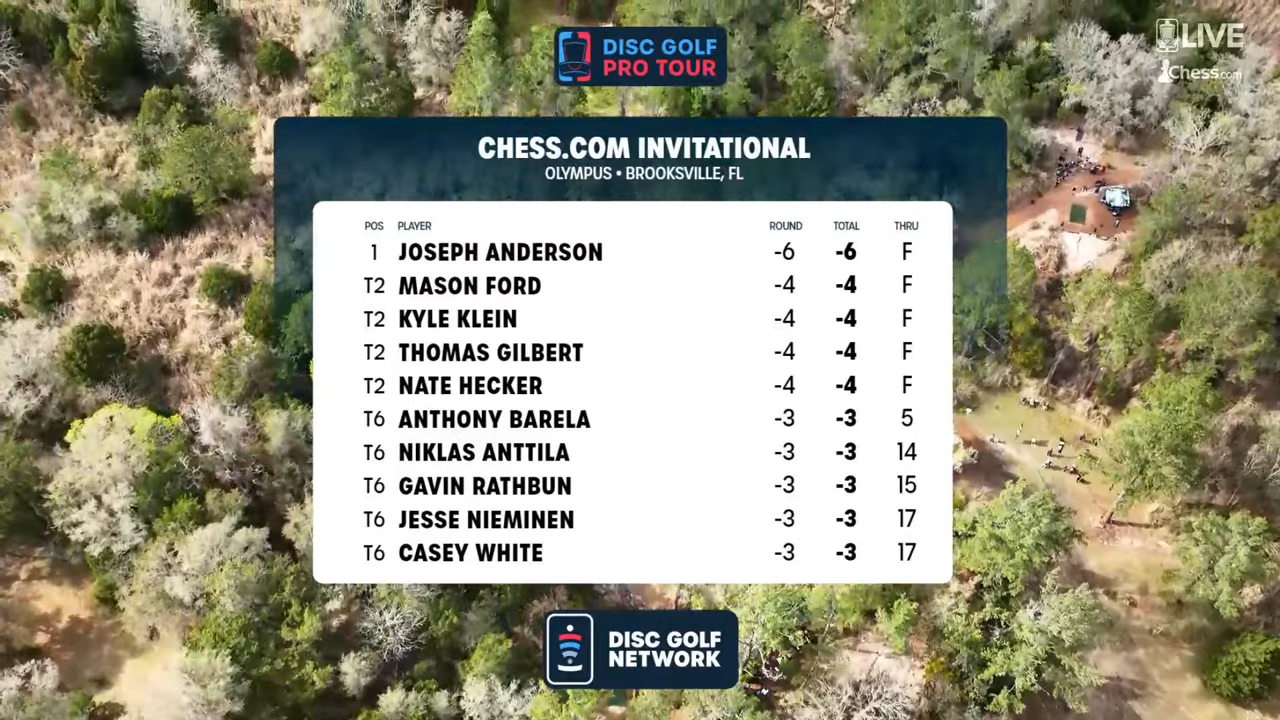 DISC GOLF
PRO TOUR
LIVE
Chess.com
CHESS.COM INVITATIONAL
OLYMPUS • BROOKSVILLE, FL
POS PLAYER ROUND TOTAL THRU
1 JOSEPH ANDERSON -6 -6 F
T2 MASON FORD -4 -4 F
T2 KYLE KLEIN -4 -4 F
T2 THOMAS GILBERT -4 -4 F
T2 NATE HECKER -4 -4 F
T6 ANTHONY BARELA -3 -3 5
T6 NIKLAS ANTTILA -3 -3 14
T6 GAVIN RATHBUN -3 -3 15
T6 JESSE NIEMINEN -3 -3 17
T6 CASEY WHITE -3 -3 17
DISC GOLF
NETWORK